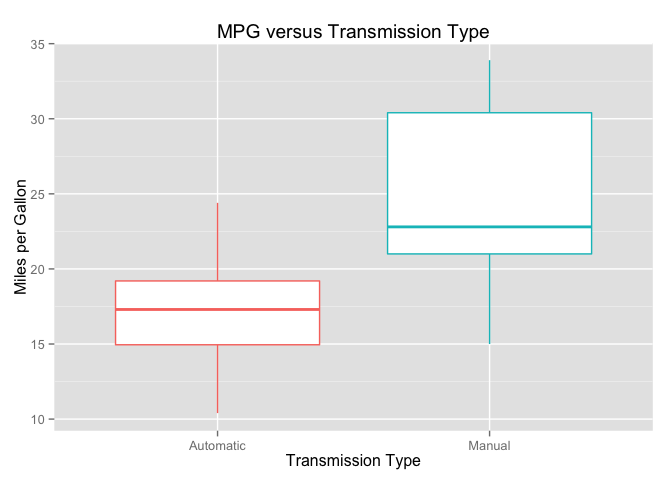 MPG versus Transmission Type
35
30
25
20
15
10
Miles per Gallon
Automatic Manual
Transmission Type